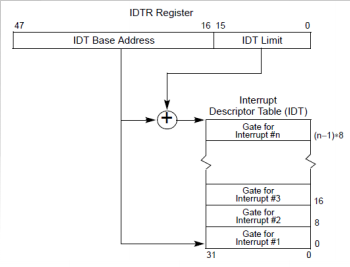 IDTR Register
47 16 15 0
IDT Base Address IDT Limit
+
Interrupt
Descriptor Table (IDT)
Gate for
Interrupt #n
(n−1)∗8
Gate for
Interrupt #3
16
Gate for
Interrupt #2
8
Gate for
Interrupt #1
0
31 0